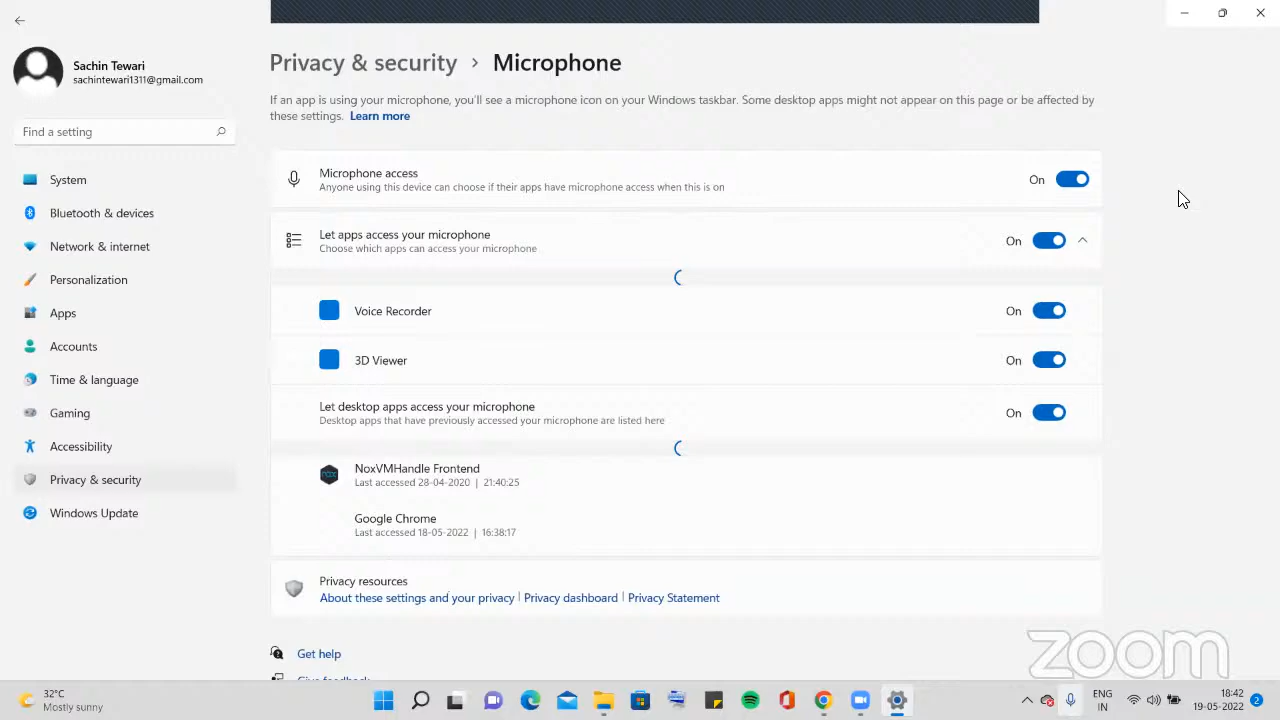 Sachin Tewari
sachintewari1311@gmail.com
Find a setting
System
Bluetooth & devices
Network & internet
Personalization
Apps
Accounts
Time & language
Gaming
Accessibility
Privacy & security
Windows Update
Privacy & security › Microphone
If an app is using your microphone, you'll see a microphone icon on your Windows taskbar. Some desktop apps might not appear on this page or be affected by
these settings. Learn more
Microphone access
Anyone using this device can choose if their apps have microphone access when this is on
On
Let apps access your microphone
Choose which apps can access your microphone
On
Voice Recorder
On
3D Viewer
On
Let desktop apps access your microphone
Desktop apps that have previously accessed your microphone are listed here
On
nox
NoxVMHandle Frontend
Last accessed 28-04-2020 | 21:40:25
Google Chrome
Last accessed 18-05-2022 | 16:38:17
Privacy resources
About these settings and your privacy | Privacy dashboard | Privacy Statement
Get help
Give feedback
zoom
32°C
Mostly sunny
ENG
IN
18:42
19-05-2022
2